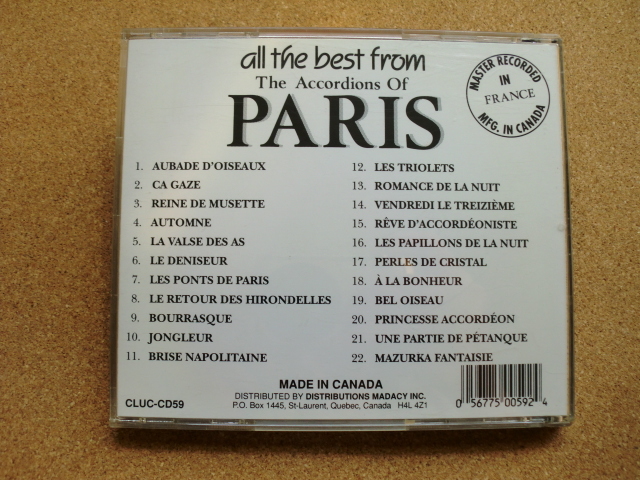 all the best from
The Accordions Of
PARIS
MASTER RECORDED
IN
FRANCE
MFG. IN CANADA
1. AUBADE D'OISEAUX
2. CA GAZE
3. REINE DE MUSETTE
4. AUTOMNE
5. LA VALSE DES AS
6. LE DENISEUR
7. LES PONTS DE PARIS
8. LE RETOUR DES HIRONDELLES
9. BOURRASQUE
10. JONGLEUR
11. BRISE NAPOLITAINE
12. LES TRIOLETS
13. ROMANCE DE LA NUIT
14. VENDREDI LE TREIZIÈME
15. RÊVE D'ACCORDÉONISTE
16. LES PAPILLONS DE LA NUIT
17. PERLES DE CRISTAL
18. À LA BONHEUR
19. BEL OISEAU
20. PRINCESSE ACCORDÉON
21. UNE PARTIE DE PÉTANQUE
22. MAZURKA FANTAISIE
MADE IN CANADA
DISTRIBUTED BY DISTRIBUTIONS MADACY INC.
P.O. Box 1445, St-Laurent, Quebec, Canada H4L 4Z1
CLUC-CD59
0 56775 00592 4